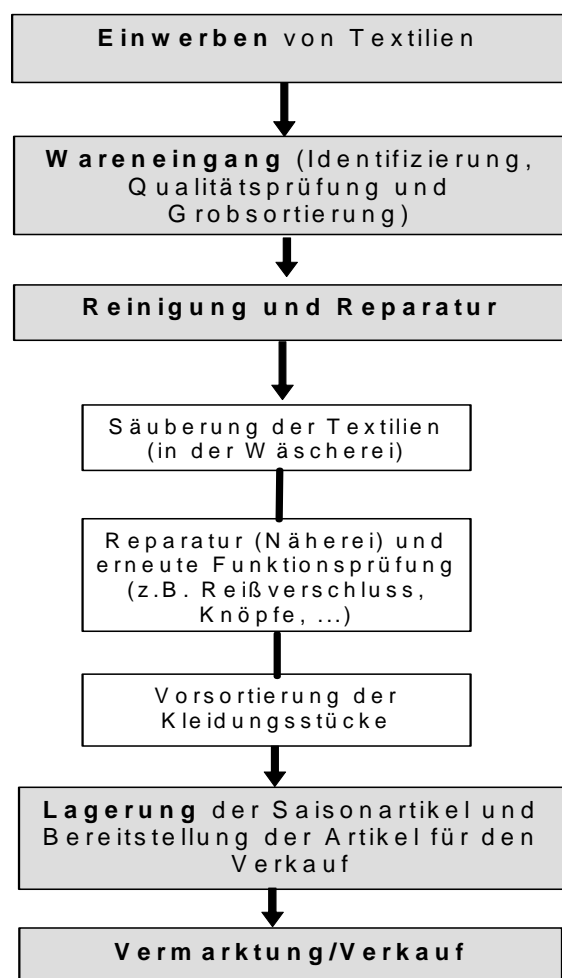 Einwerben von Textilien
Wareneingang (Identifizierung,
Qualitätsprüfung und
Grobsortierung)
Reinigung und Reparatur
Säuberung der Textilien
(in der Wäscherei)
Reparatur (Näherei) und
erneute Funktionsprüfung
(z.B. Reißverschluss,
Knöpfe, ...)
Vorsortierung der
Kleidungsstücke
Lagerung der Saisonartikel und
Bereitstellung der Artikel für den
Verkauf
Vermarktung/Verkauf